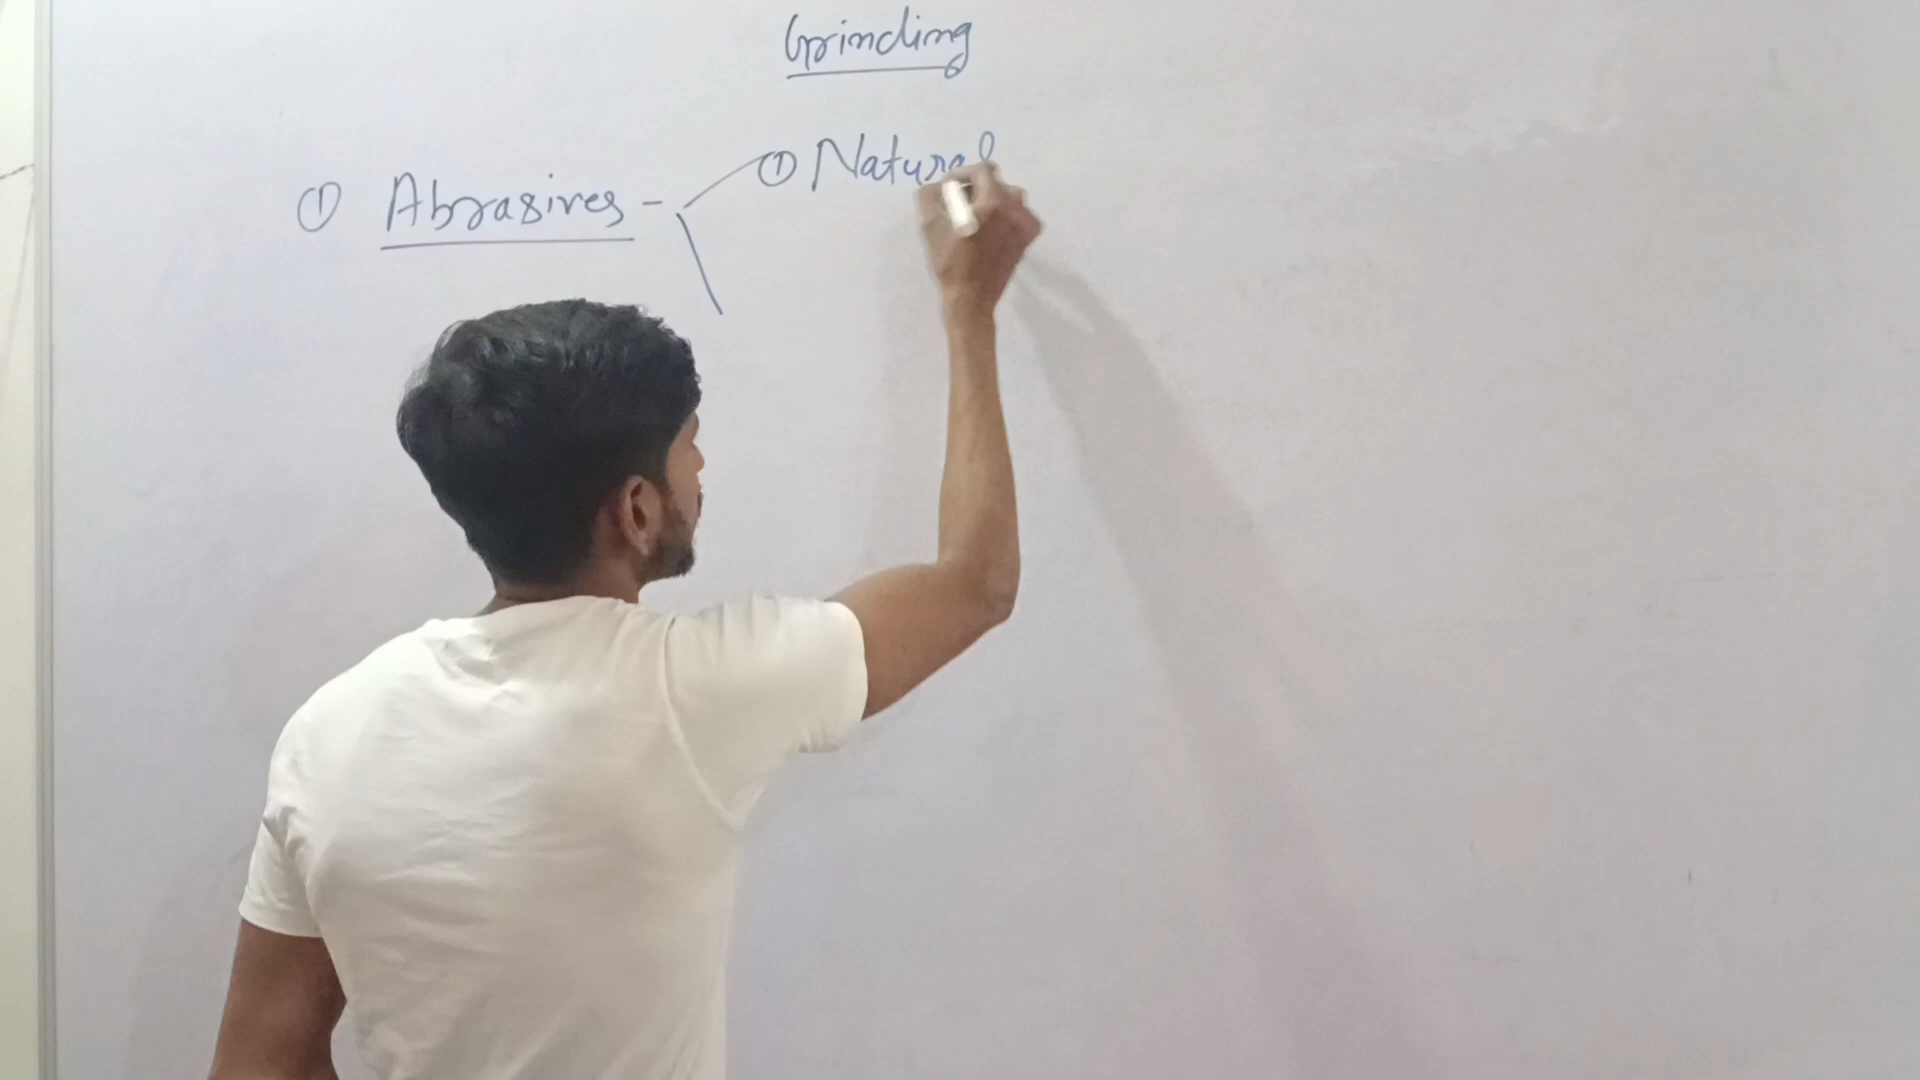 Grinding
① Abrasives - ① Natural